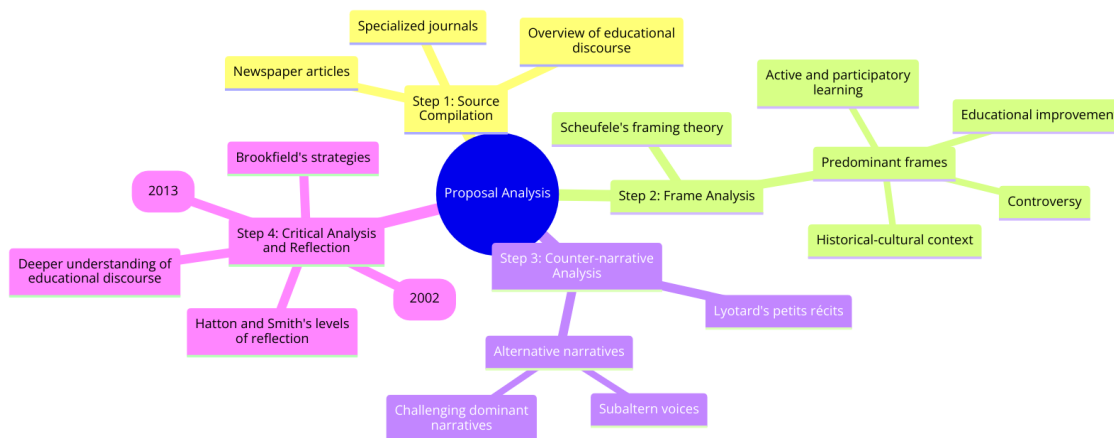 Proposal Analysis
Step 1: Source
Compilation
Newspaper articles
Specialized journals
Overview of educational
discourse
Step 2: Frame Analysis
Scheufele's framing theory
Predominant frames
Active and participatory
learning
Educational improvemen
Controversy
Historical-cultural context
Step 3: Counter-narrative
Analysis
Lyotard's petits récits
Alternative narratives
Challenging dominant
narratives
Subaltern voices
Step 4: Critical Analysis
and Reflection
Brookfield's strategies
2013
Deeper understanding of
educational discourse
Hatton and Smith's levels
of reflection
2002